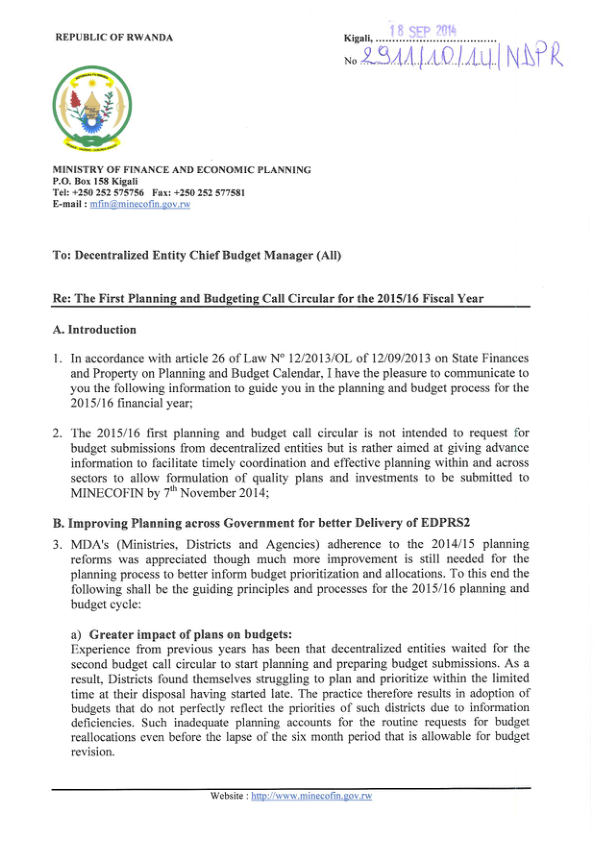 REPUBLIC OF RWANDA
Kigali, 18 SEP 2014
No 2911/10/14/NDPR
MINISTRY OF FINANCE AND ECONOMIC PLANNING
P.O. Box 158 Kigali
Tel: +250 252 575756 Fax: +250 252 577581
E-mail : mfin@minecofin.gov.rw
To: Decentralized Entity Chief Budget Manager (All)
Re: The First Planning and Budgeting Call Circular for the 2015/16 Fiscal Year
A. Introduction
1. In accordance with article 26 of Law Nº 12/2013/OL of 12/09/2013 on State Finances
and Property on Planning and Budget Calendar, I have the pleasure to communicate to
you the following information to guide you in the planning and budget process for the
2015/16 financial year;
2. The 2015/16 first planning and budget call circular is not intended to request for
budget submissions from decentralized entities but is rather aimed at giving advance
information to facilitate timely coordination and effective planning within and across
sectors to allow formulation of quality plans and investments to be submitted to
MINECOFIN by 7th November 2014;
B. Improving Planning across Government for better Delivery of EDPRS2
3. MDA's (Ministries, Districts and Agencies) adherence to the 2014/15 planning
reforms was appreciated though much more improvement is still needed for the
planning process to better inform budget prioritization and allocations. To this end the
following shall be the guiding principles and processes for the 2015/16 planning and
budget cycle:
a) Greater impact of plans on budgets:
Experience from previous years has been that decentralized entities waited for the
second budget call circular to start planning and preparing budget submissions. As a
result, Districts found themselves struggling to plan and prioritize within the limited
time at their disposal having started late. The practice therefore results in adoption of
budgets that do not perfectly reflect the priorities of such districts due to information
deficiencies. Such inadequate planning accounts for the routine requests for budget
reallocations even before the lapse of the six month period that is allowable for budget
revision.
Website : http://www.minecofin.gov.rw